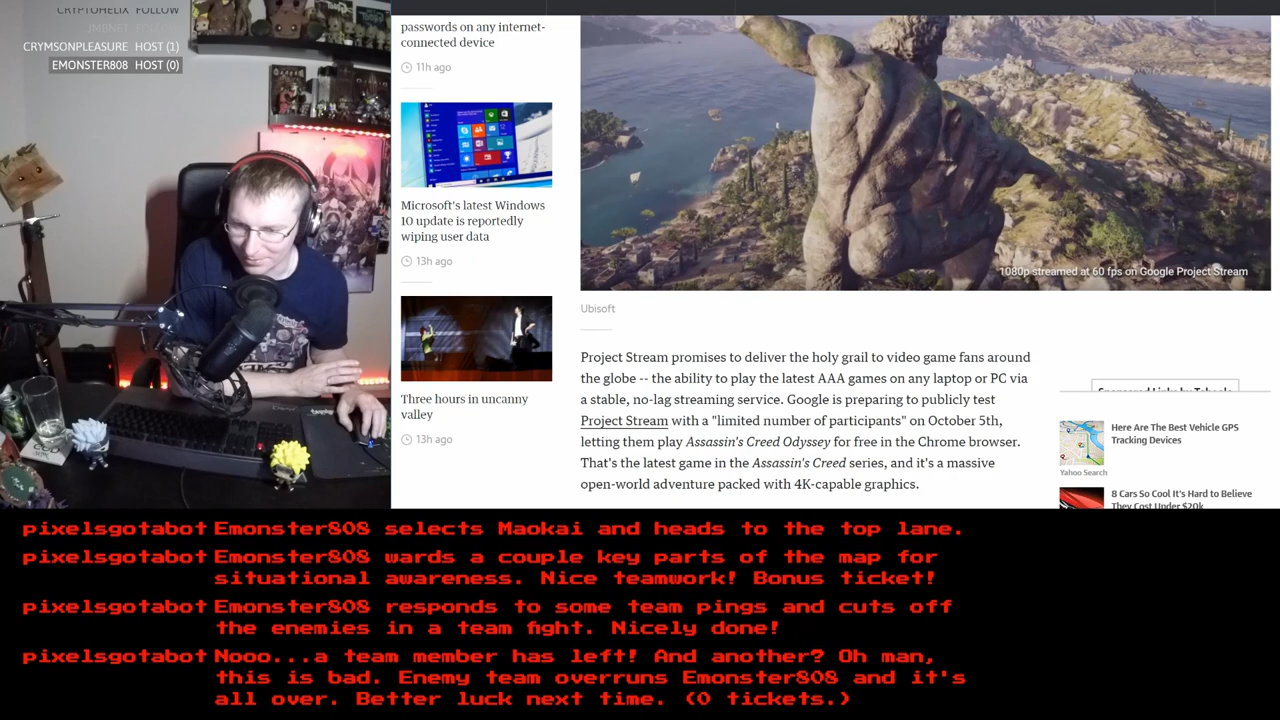 CRYPTOHELIX FOLLOW
JMBNET FOLLOW
CRYMSONPLEASURE HOST (1)
EMONSTER808 HOST (0)
passwords on any internet-
connected device
11h ago
Microsoft's latest Windows
10 update is reportedly
wiping user data
13h ago
Three hours in uncanny
valley
13h ago
1080p streamed at 60 fps on Google Project Stream
Ubisoft
Project Stream promises to deliver the holy grail to video game fans around
the globe -- the ability to play the latest AAA games on any laptop or PC via
a stable, no-lag streaming service. Google is preparing to publicly test
Project Stream with a "limited number of participants" on October 5th,
letting them play Assassin's Creed Odyssey for free in the Chrome browser.
That's the latest game in the Assassin's Creed series, and it's a massive
open-world adventure packed with 4K-capable graphics.
Sponsored Links by Taboola
Here Are The Best Vehicle GPS
Tracking Devices
Yahoo Search
8 Cars So Cool It's Hard to Believe
They Cost Under $20k
pixelsgotabot Emonster808 selects Maokai and heads to the top lane.
pixelsgotabot Emonster808 wards a couple key parts of the map for
situational awareness. Nice teamwork! Bonus ticket!
pixelsgotabot Emonster808 responds to some team pings and cuts off
the enemies in a team fight. Nicely done!
pixelsgotabot Nooo...a team member has left! And another? Oh man,
this is bad. Enemy team overruns Emonster808 and it's
all over. Better luck next time. (0 tickets.)